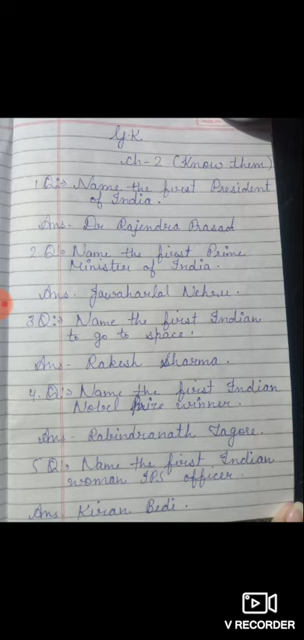 G.K
Ch-2 (Know them)
1.Q:→ Name the first President
of India.
Ans. Dr Rajendra Prasad
2.Q:→ Name the first Prime
Minister of India.
Ans. Jawaharlal Nehru.
3.Q:→ Name the first Indian
to go to space.
Ans. Rakesh Sharma.
4.Q:→ Name the first Indian
Nobel Prize winner.
Ans- Rabindranath Tagore.
5.Q:→ Name the first Indian
woman IPS officer.
Ans Kiran Bedi.
V RECORDER